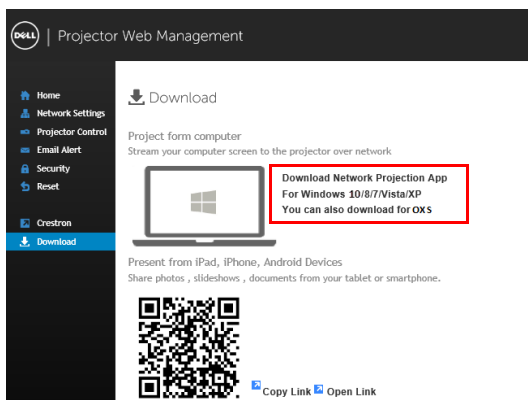 DELL | Projector Web Management
Home
Network Settings
Projector Control
Email Alert
Security
Reset
Crestron
Download
Download
Project form computer
Stream your computer screen to the projector over network
Download Network Projection App
For Windows 10/8/7/Vista/XP
You can also download for OXS
Present from iPad, iPhone, Android Devices
Share photos , slideshows , documents from your tablet or smartphone.
Copy Link Open Link